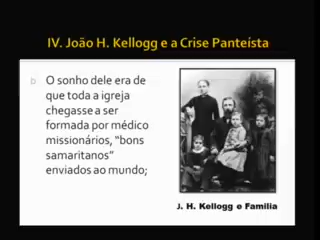 IV. João H. Kellogg e a Crise Panteísta
b O sonho dele era de
que toda a igreja
chegasse a ser
formada por médico
missionários, “bons
samaritanos”
enviados ao mundo;
J. H. Kellogg e Familia